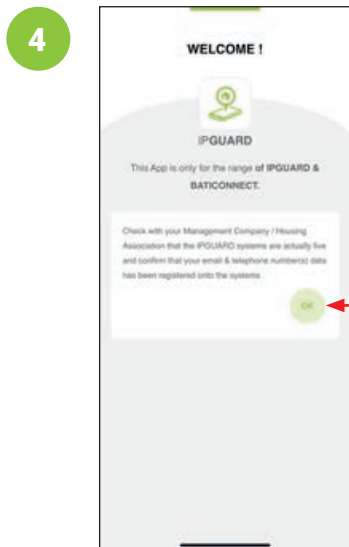 4
WELCOME !
IPGUARD
This App is only for the range of IPGUARD &
BATICONNECT.
Check with your Management Company / Housing
Association that the IPGUARD systems are actually live
and confirm that your email & telephone number(s) data
has been registered onto the systems
OK